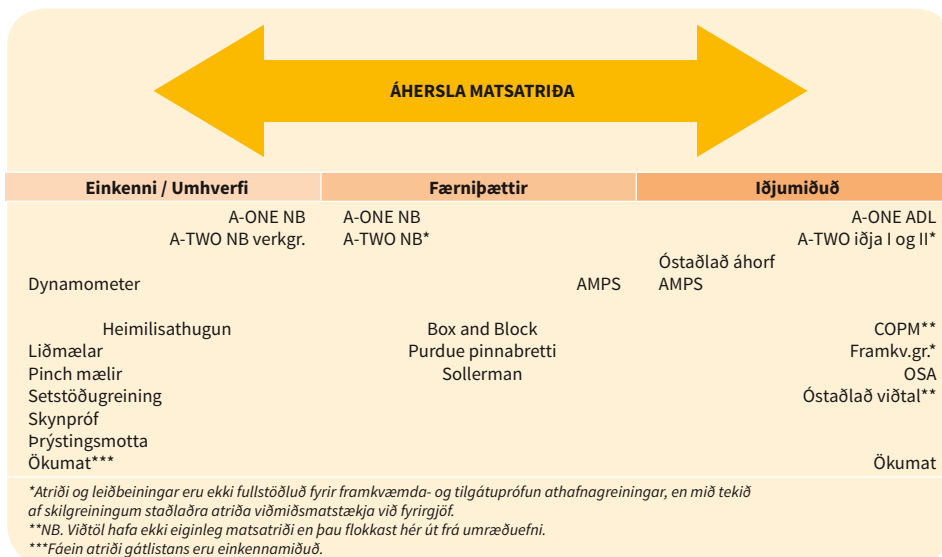 ÁHERSLA MATSATRIÐA
Einkenni / Umhverfi Færniþættir Iðjumiðuð
A-ONE NB A-ONE NB A-ONE ADL
A-TWO NB verkgr. A-TWO NB* A-TWO iðja I og II*
Óstaðlað áhorf
Dynamometer AMPS AMPS
Heimilisathugun Box and Block COPM**
Liðmælar Purdue pinnabretti Framkv.gr.*
Pinch mælir Sollerman OSA
Setstöðugreining Óstaðlað viðtal**
Skynpróf
Þrýstingsmotta
Ökumat*** Ökumat
*Atriði og leiðbeiningar eru ekki fullstöðluð fyrir framkvæmda- og tilgátuprófun athafnagreiningar, en mið tekið
af skilgreiningum staðlaðra atriða viðmiðsmatstækja við fyrirgjöf.
**NB. Viðtöl hafa ekki eiginleg matsatriði en þau flokkast hér út frá umræðuefni.
***Fáein atriði gátlistans eru einkennamiðuð.